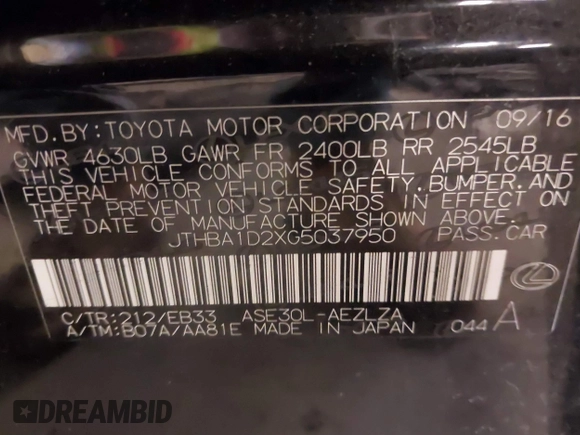 MFD.BY:TOYOTA MOTOR CORPORATION 09/16
GVWR 4630LB GAWR FR 2400LB RR 2545LB
THIS VEHICLE CONFORMS TO ALL APPLICABLE
FEDERAL MOTOR VEHICLE SAFETY,BUMPER,AND
THEFT PREVENTION STANDARDS IN EFFECT ON
THE DATE OF MANUFACTURE SHOWN ABOVE.
JTHBA1D2XG5037950 PASS.CAR
C/TR:212/EB33 ASE30L-AEZLZA
A/TM:B07A/AA81E MADE IN JAPAN 044 A
DREAMBID